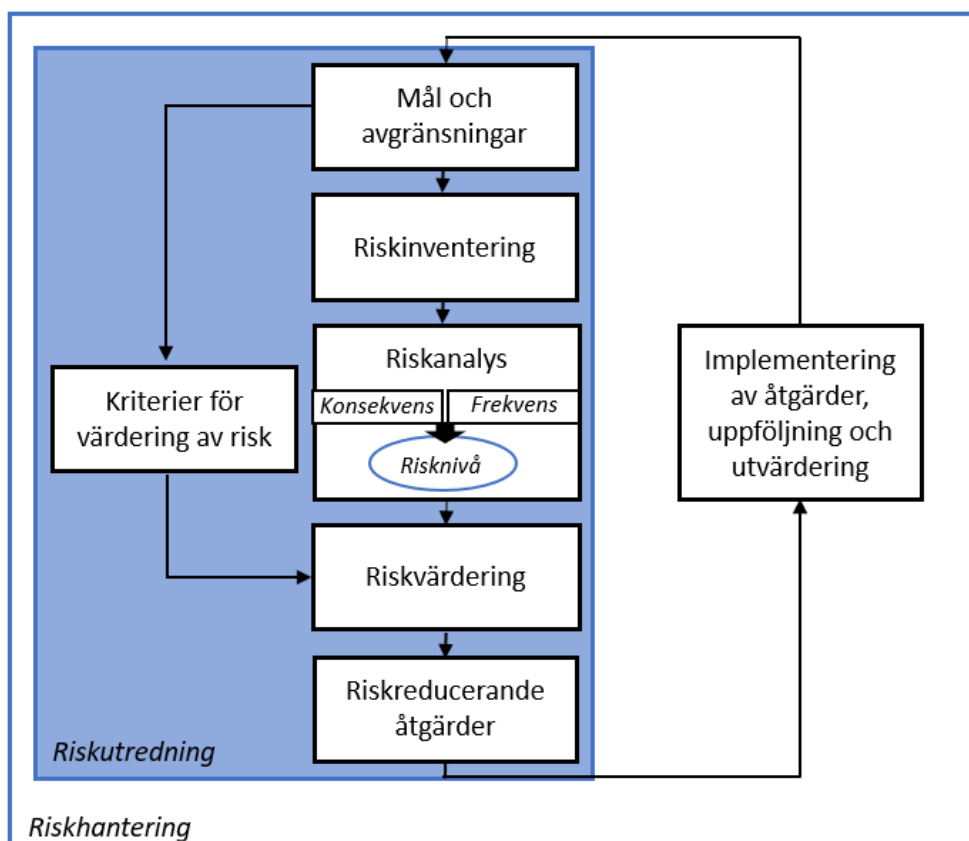 Mål och
avgränsningar
Riskinventering
Riskanalys
Konsekvens
Frekvens
Risknivå
Kriterier för
värdering av risk
Riskvärdering
Riskreducerande
åtgärder
Implementering
av åtgärder,
uppföljning och
utvärdering
Riskutredning
Riskhantering